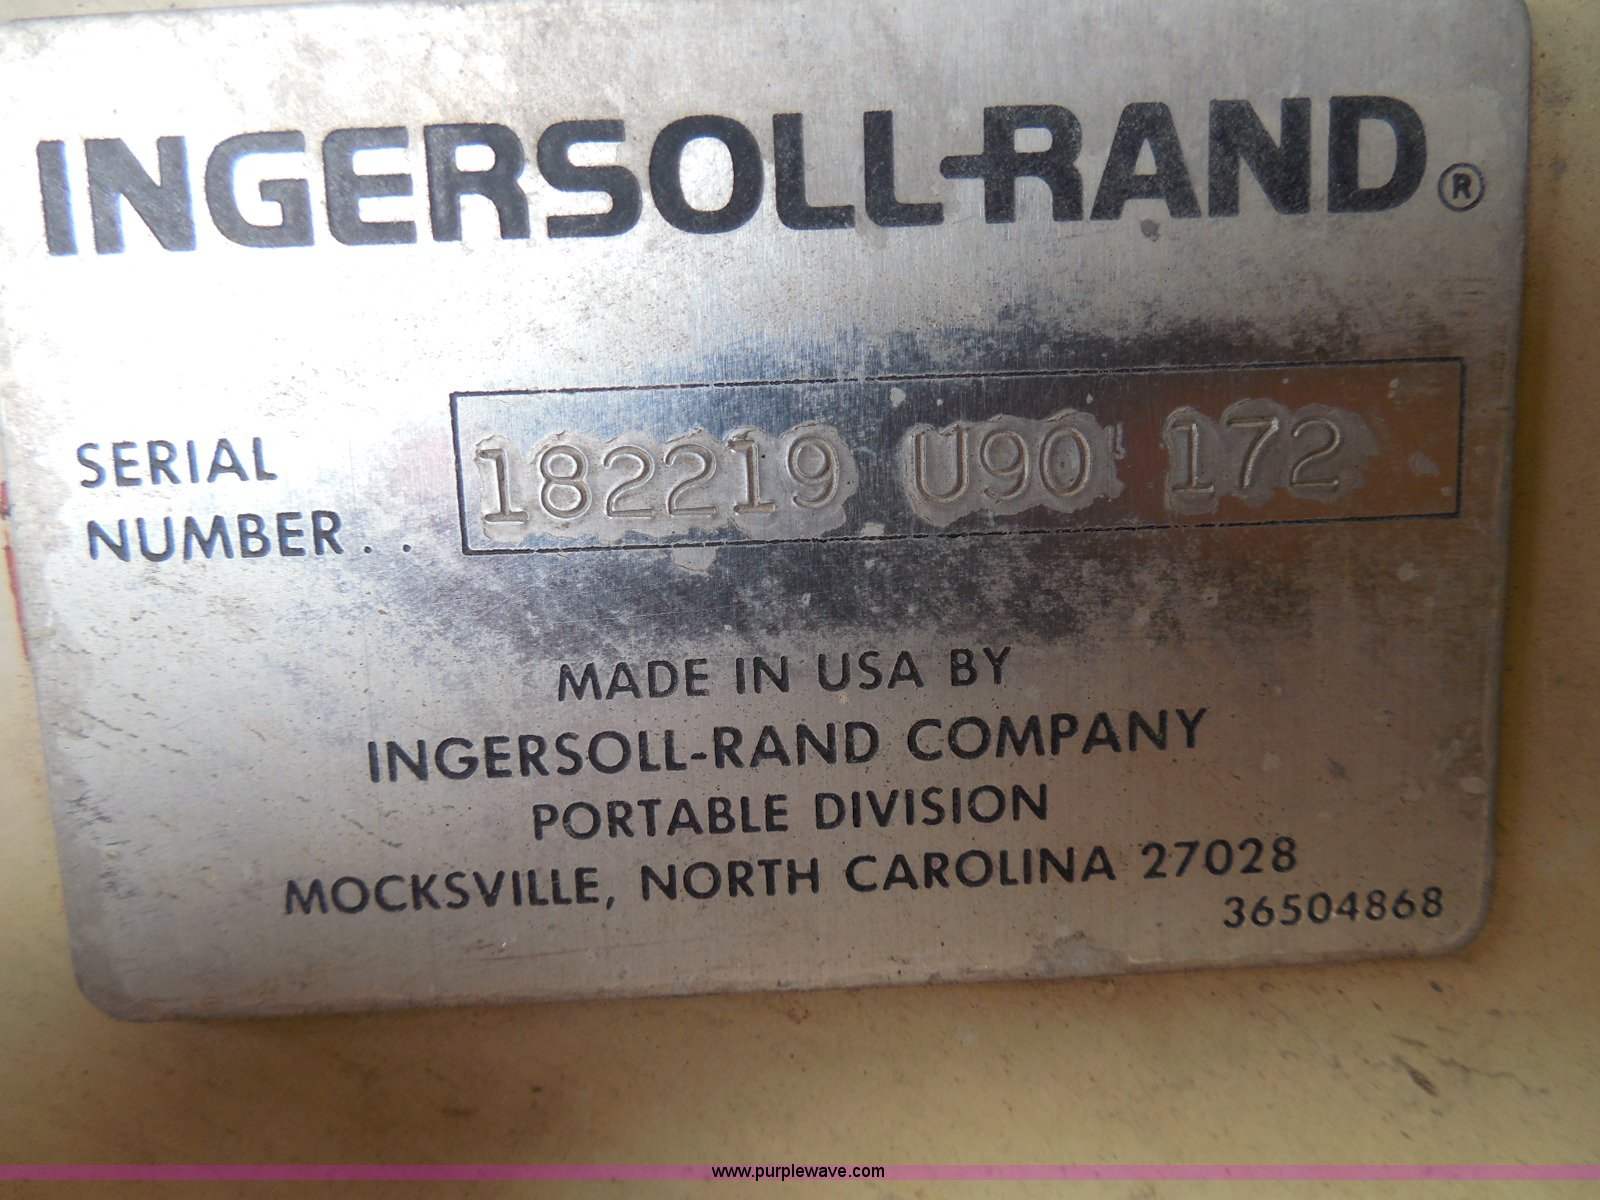 INGERSOLL-RAND®
SERIAL
NUMBER . .
182219 U90 172
MADE IN USA BY
INGERSOLL-RAND COMPANY
PORTABLE DIVISION
MOCKSVILLE, NORTH CAROLINA 27028
36504868
www.purplewave.com